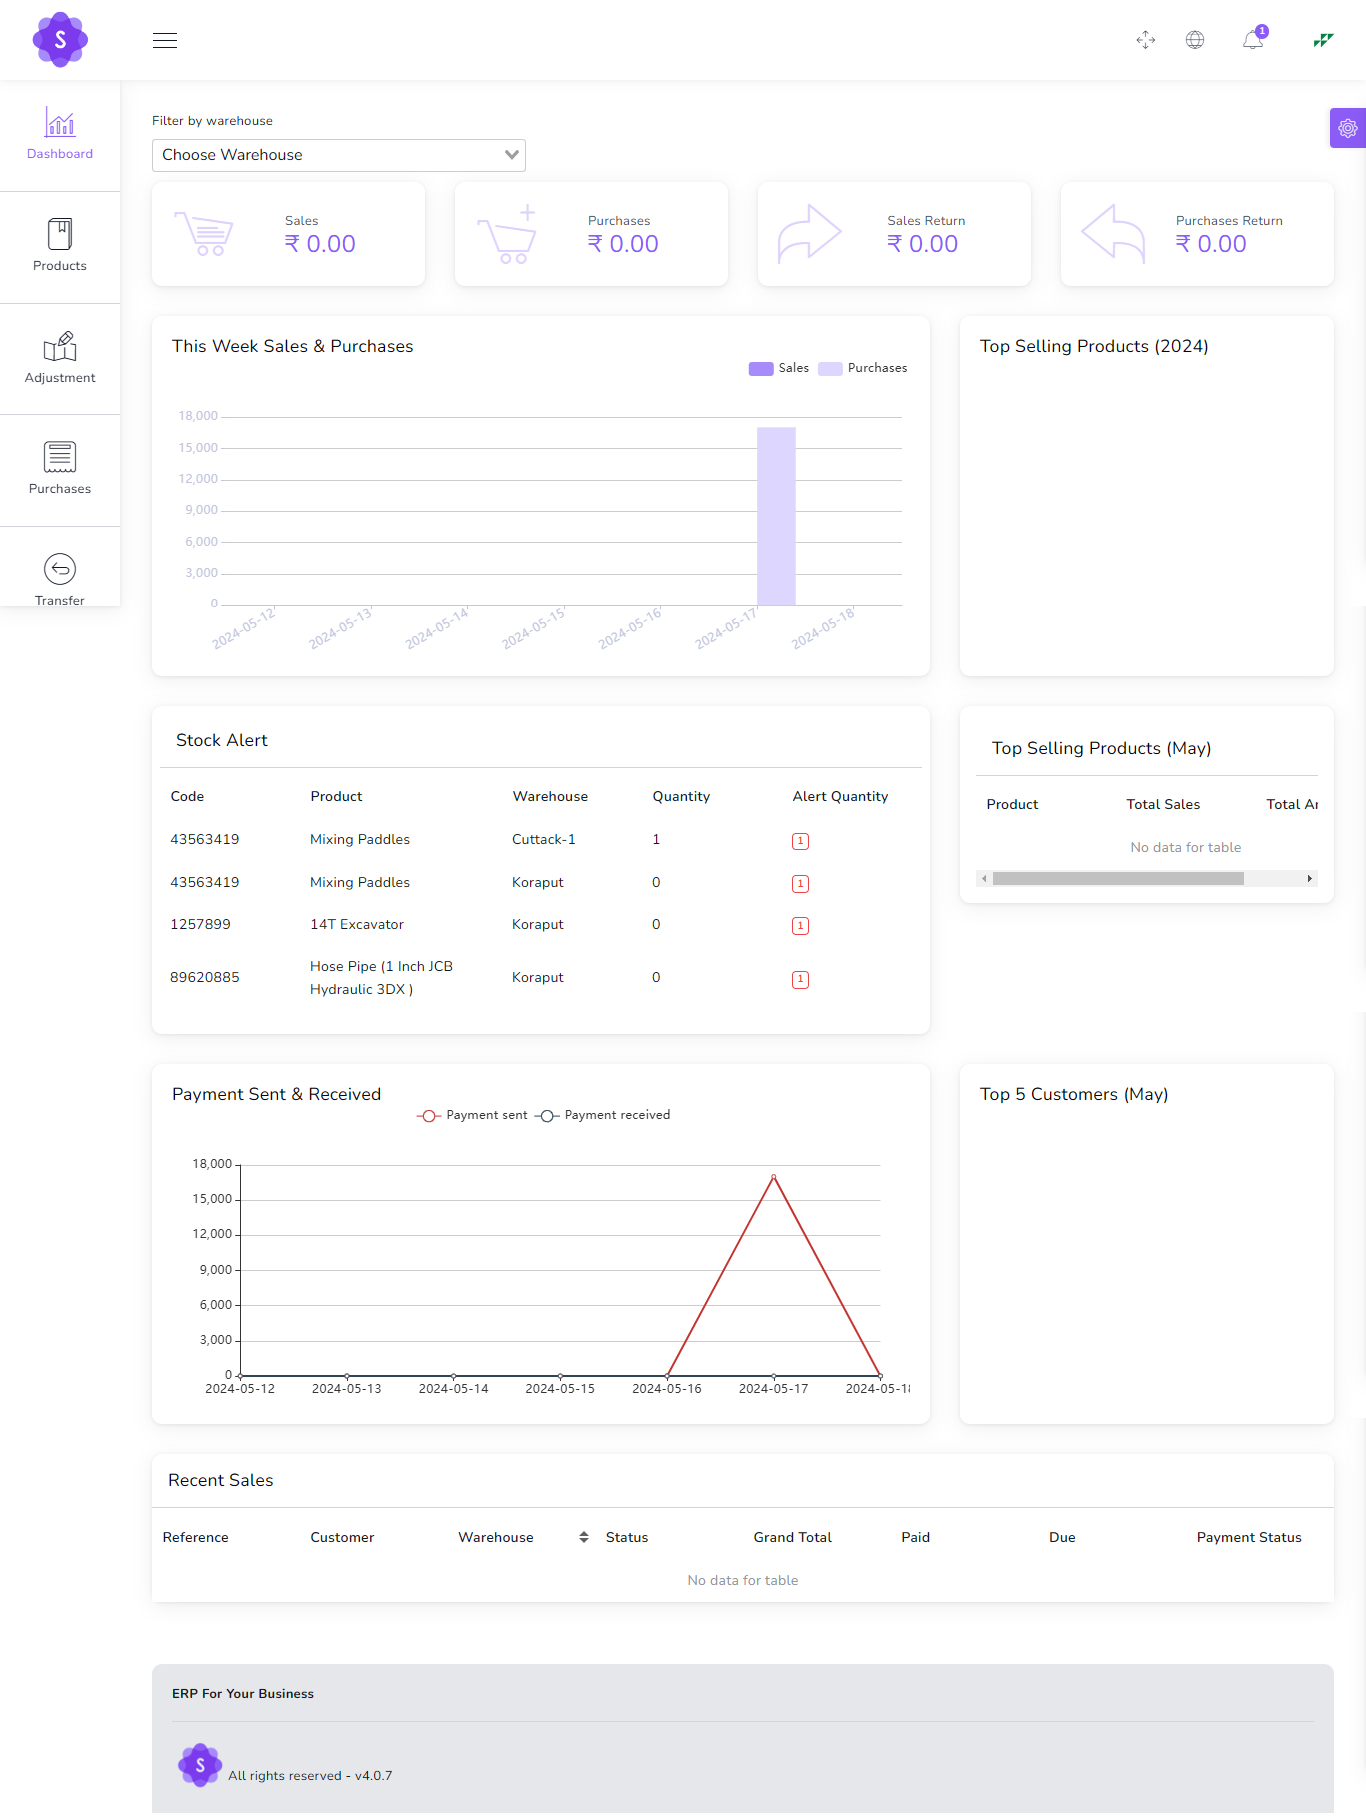 S
1
Dashboard
Products
Adjustment
Purchases
Transfer
Filter by warehouse
Choose Warehouse
Sales
₹ 0.00
Purchases
₹ 0.00
Sales Return
₹ 0.00
Purchases Return
₹ 0.00
This Week Sales & Purchases
Sales Purchases
18,000
15,000
12,000
9,000
6,000
3,000
0
2024-05-12 2024-05-13 2024-05-14 2024-05-15 2024-05-16 2024-05-17 2024-05-18
Top Selling Products (2024)
Stock Alert
Code Product Warehouse Quantity Alert Quantity
43563419 Mixing Paddles Cuttack-1 1 1
43563419 Mixing Paddles Koraput 0 1
1257899 14T Excavator Koraput 0 1
89620885 Hose Pipe (1 Inch JCB Hydraulic 3DX ) Koraput 0 1
Top Selling Products (May)
Product Total Sales Total
No data for table
Payment Sent & Received
Payment sent Payment received
18,000
15,000
12,000
9,000
6,000
3,000
0
2024-05-12 2024-05-13 2024-05-14 2024-05-15 2024-05-16 2024-05-17 2024-05-18
Top 5 Customers (May)
Recent Sales
Reference Customer Warehouse Status Grand Total Paid Due Payment Status
No data for table
ERP For Your Business
S
All rights reserved - v4.0.7